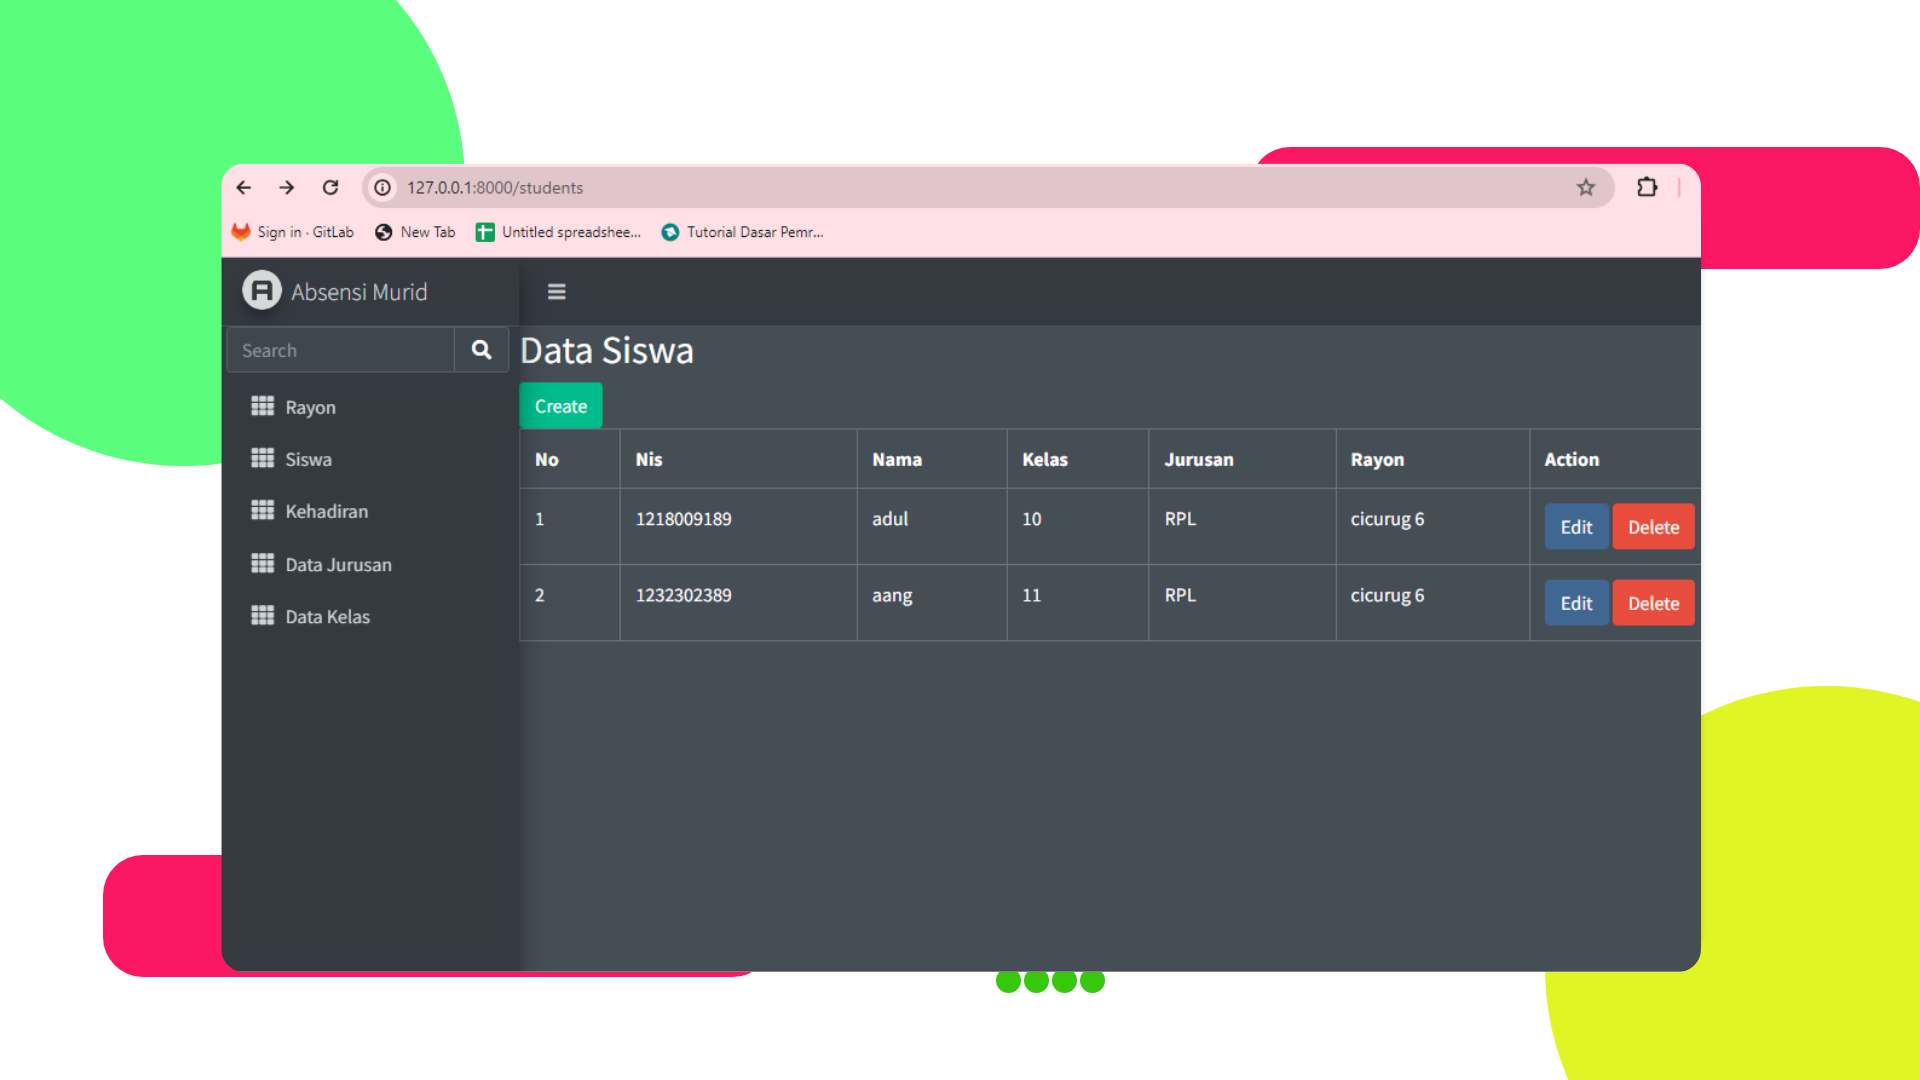 127.0.0.1:8000/students
Sign in · GitLab New Tab Untitled spreadshee... Tutorial Dasar Pemr...
Absensi Murid
Search
Rayon
Siswa
Kehadiran
Data Jurusan
Data Kelas
Data Siswa
Create
No Nis Nama Kelas Jurusan Rayon Action
1 1218009189 adul 10 RPL cicurug 6 Edit Delete
2 1232302389 aang 11 RPL cicurug 6 Edit Delete